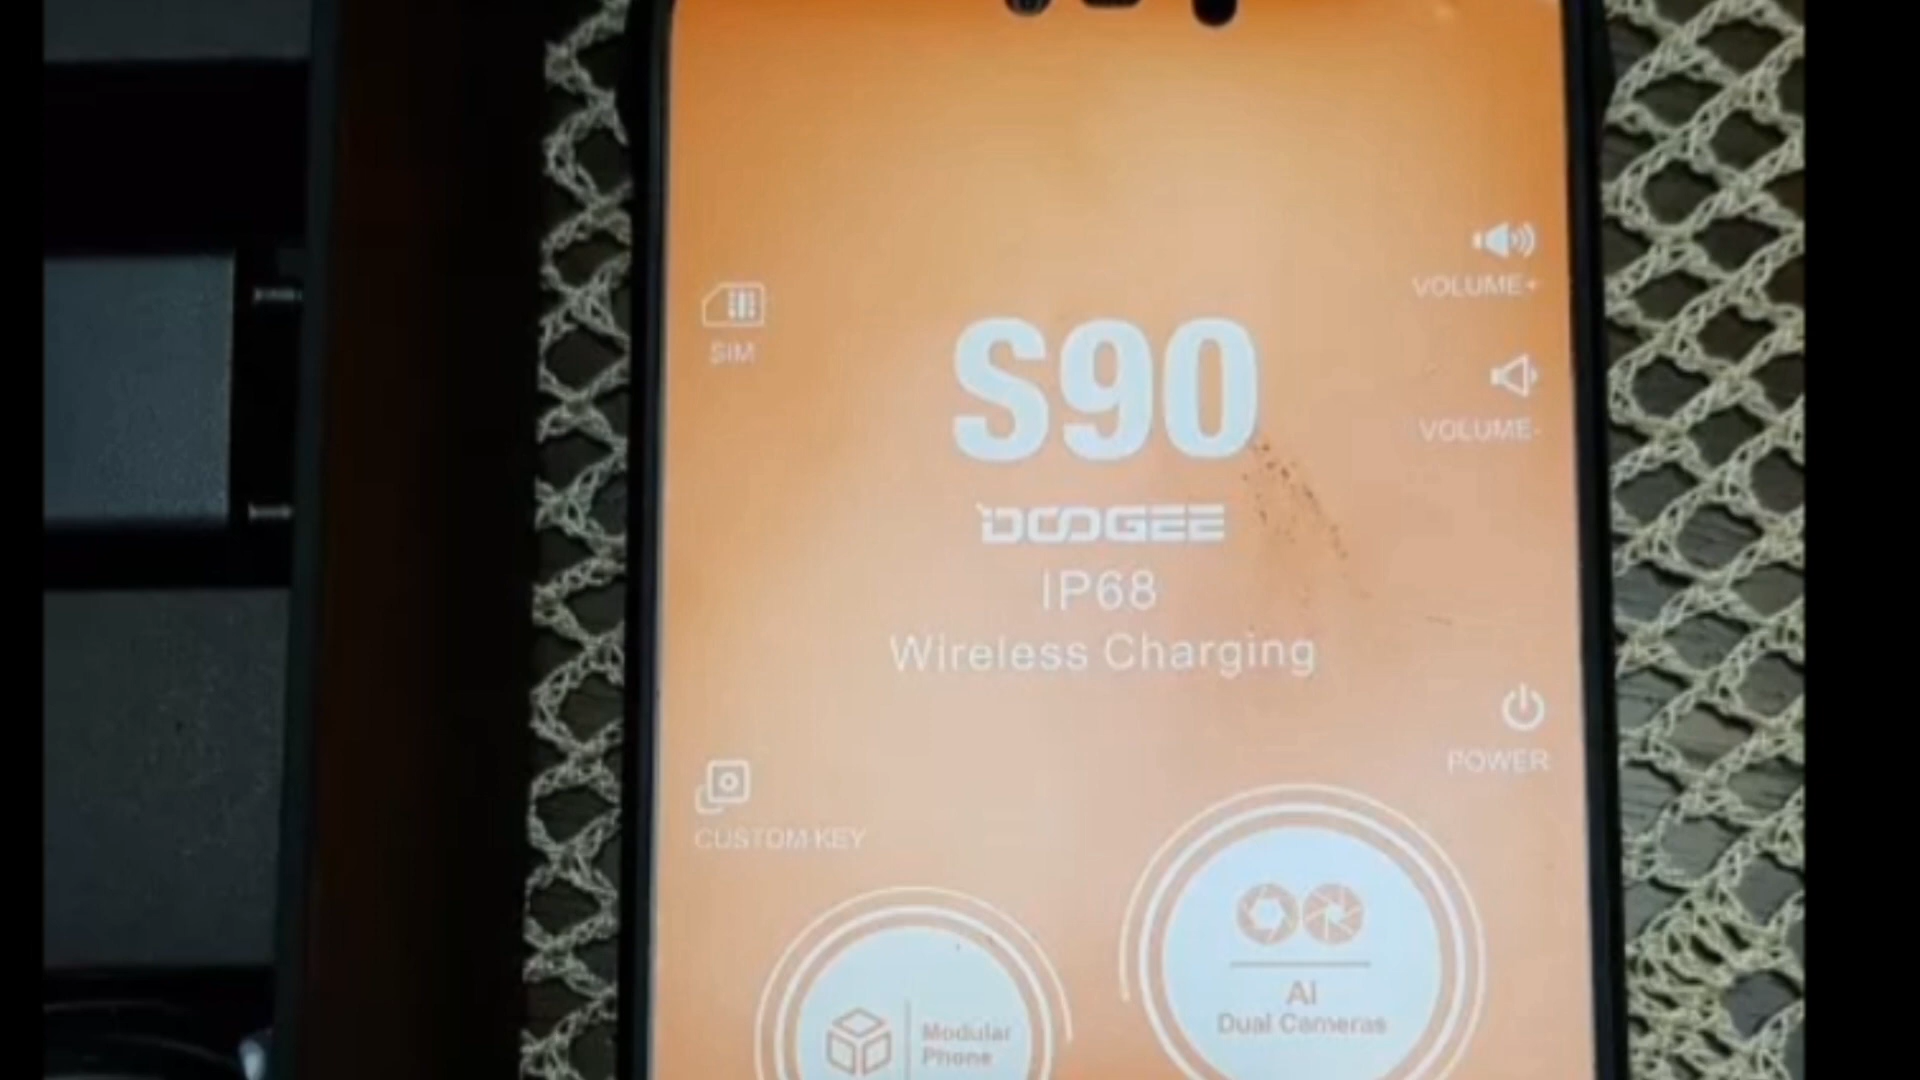 VOLUME+
SIM
S90
VOLUME-
DOOGEE
IP68
Wireless Charging
POWER
CUSTOM-KEY
AI
Dual Cameras
Modular
Phone